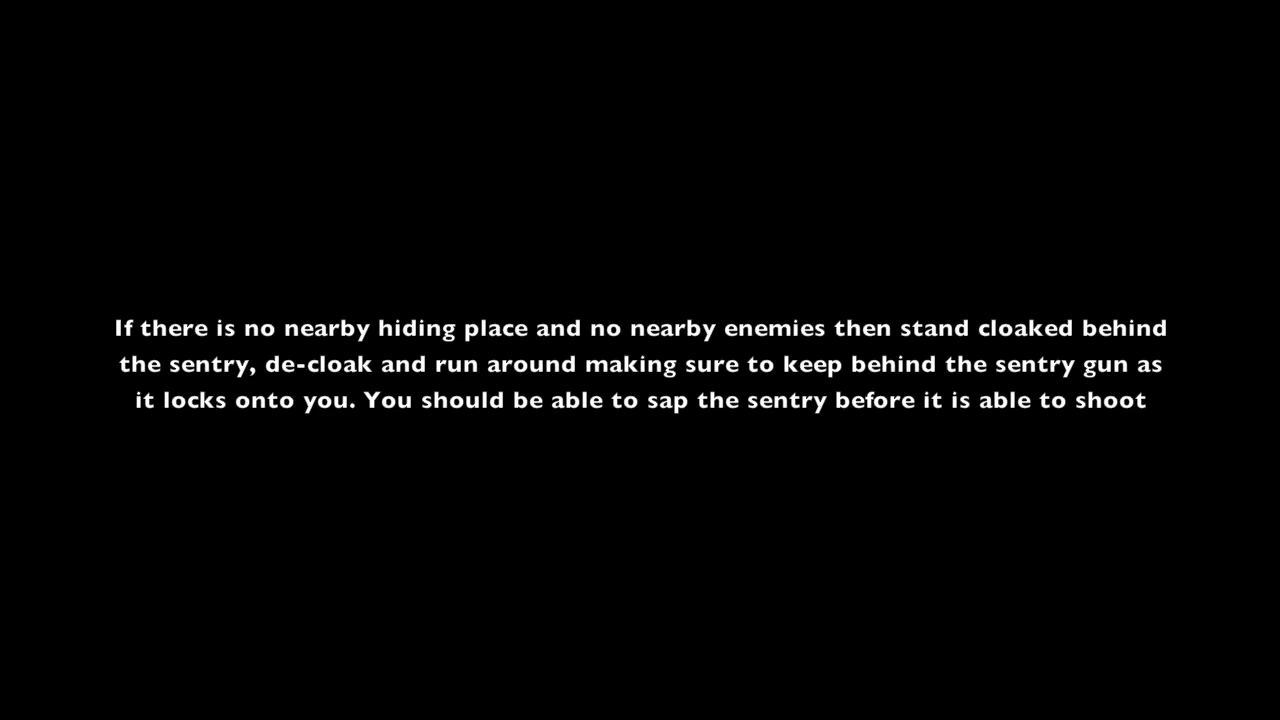 If there is no nearby hiding place and no nearby enemies then stand cloaked behind
the sentry, de-cloak and run around making sure to keep behind the sentry gun as
it locks onto you. You should be able to sap the sentry before it is able to shoot